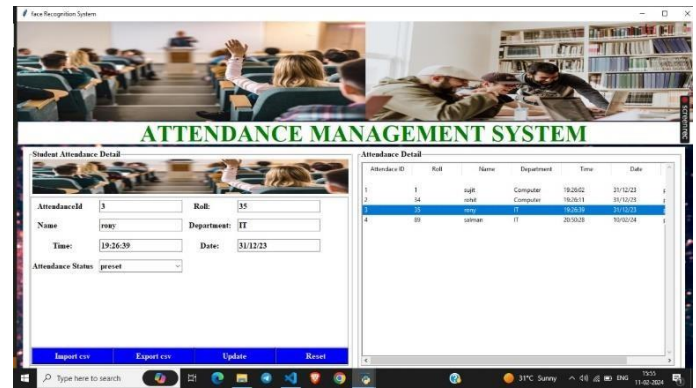 face Recognition System
ATTENDANCE MANAGEMENT SYSTEM
Student Attendance Detail
AttendanceId 3 Roll: 35
Name rony Department: IT
Time: 19:26:39 Date: 31/12/23
Attendance Status preset
Import csv Export csv Update Reset
Attendance Detail
Attendace ID Roll Name Department Time Date
1 1 sujit Computer 19:26:02 31/12/23 p
2 34 rohit Computer 19:26:11 31/12/23 p
3 35 rony IT 19:26:39 31/12/23 p
4 89 salman IT 20:50:28 10/02/24 p
screenrec
Type here to search
31°C Sunny
ENG
15:55
11-02-2024